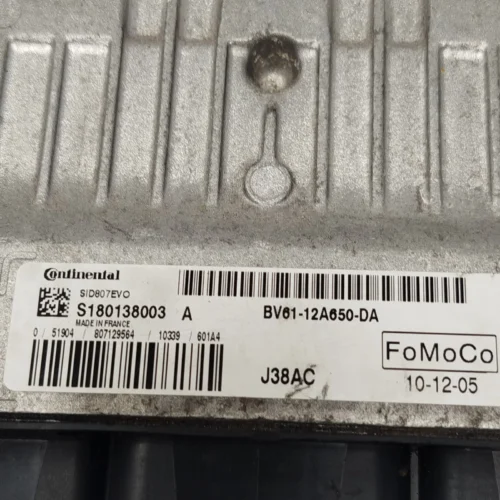 Continental
SID807EVO
S180138003 A
MADE IN FRANCE
0 / 51904 / 807129564 / 10339 / 601A4
BV61-12A650-DA
FoMoCo
J38AC
10-12-05